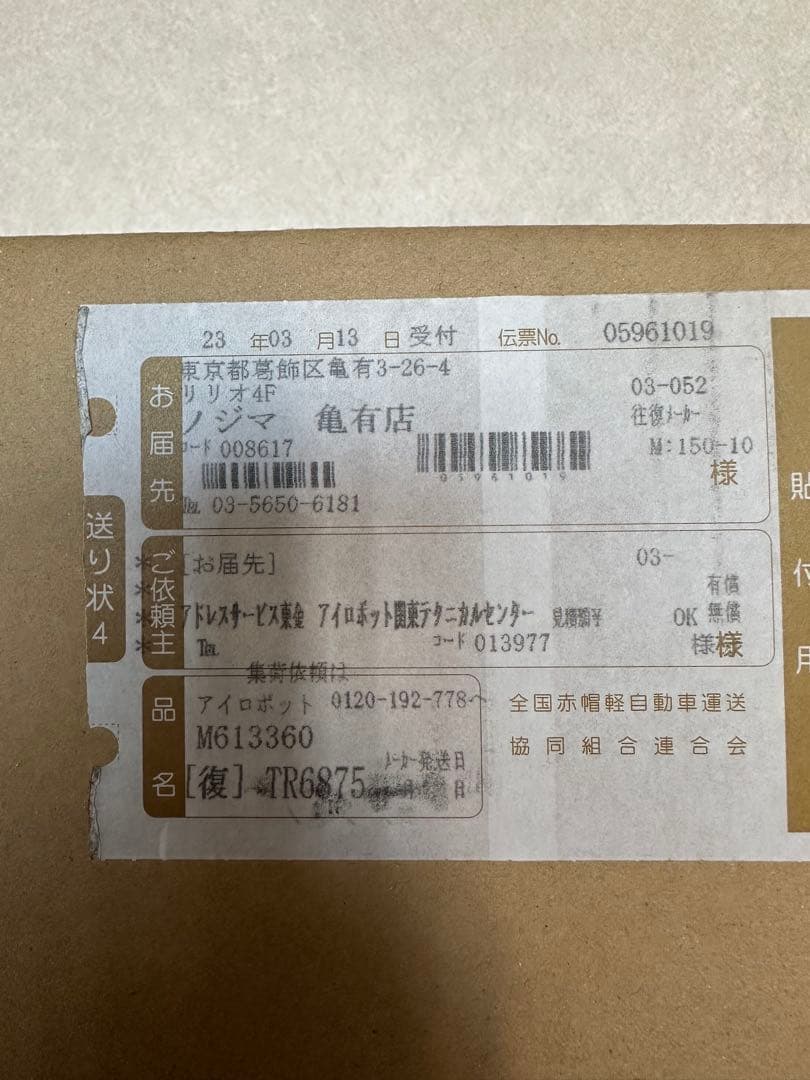 23 年03 月13 日 受付 伝票No. 05961019
お届先
東京都葛飾区亀有3-26-4
リリオ4F
ノジマ 亀有店
コード 008617
℡ 03-5650-6181
05961019
03-052
往復メーカー
M:150-10
様
送り状4
ご依頼主
[お届先] 03-
アドレスサービス東金 アイロボット関東テクニカルセンター
有償
OK 無償
℡ コード 013977 様様
集荷依頼は
アイロボット 0120-192-778へ
品名
M613360
メーカー発送日
[復] TR6875
日
全国赤帽軽自動車運送
協同組合連合会
貼付用